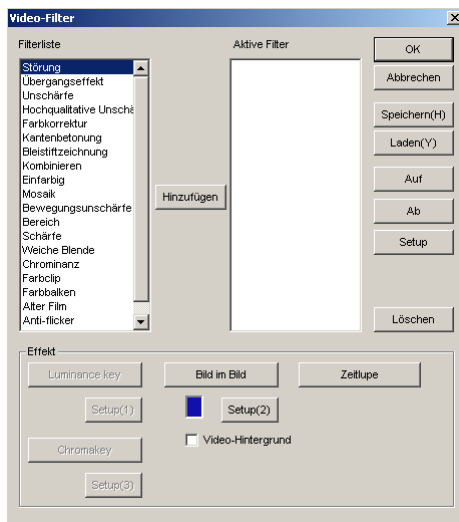 Video-Filter
Filterliste
Aktive Filter
Störung
Übergangseffekt
Unschärfe
Hochqualitative Unschä
Farbkorrektur
Kantenbetonung
Bleistiftzeichnung
Kombinieren
Einfarbig
Mosaik
Bewegungsunschärfe
Bereich
Schärfe
Weiche Blende
Chrominanz
Farbclip
Farbbalken
Alter Film
Anti-flicker
Hinzufügen
OK
Abbrechen
Speichern(H)
Laden(Y)
Auf
Ab
Setup
Löschen
Effekt
Luminance key
Bild im Bild
Zeitlupe
Setup(1)
Setup(2)
Video-Hintergrund
Chromakey
Setup(3)